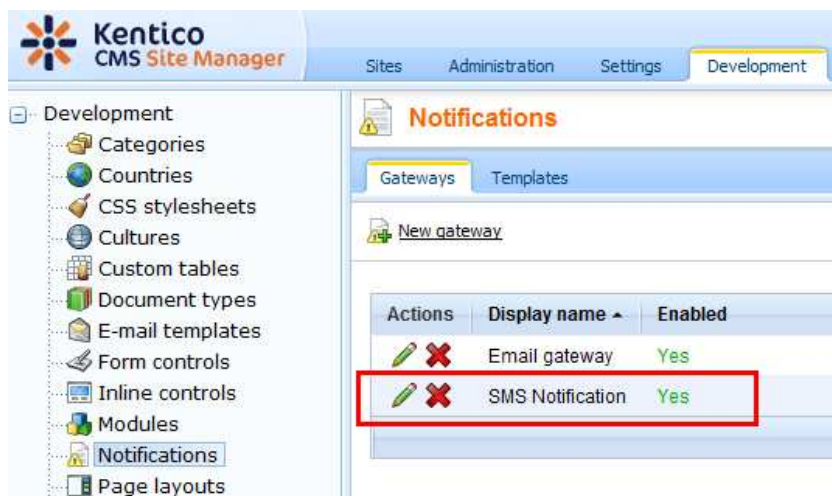 Kentico
CMS Site Manager
Sites Administration Settings Development
Development
Categories
Countries
CSS stylesheets
Cultures
Custom tables
Document types
E-mail templates
Form controls
Inline controls
Modules
Notifications
Page layouts
Notifications
Gateways Templates
New gateway
Actions Display name Enabled
Email gateway Yes
SMS Notification Yes